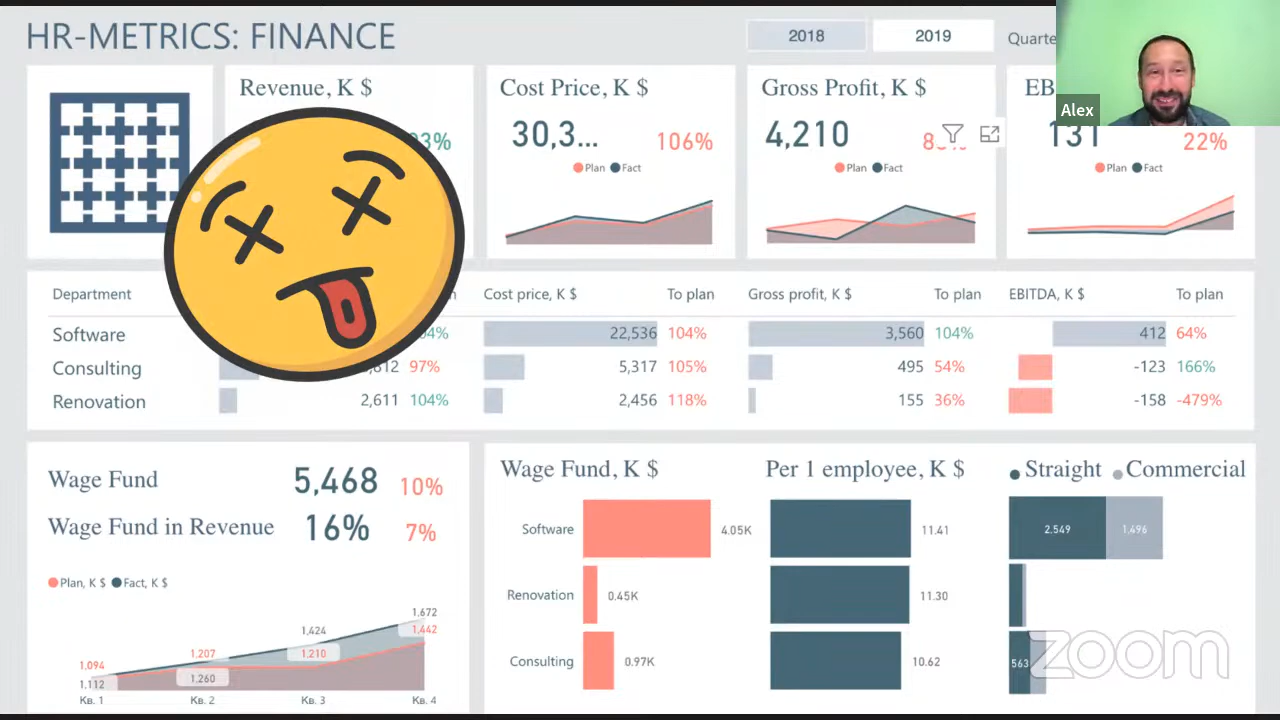 HR-METRICS: FINANCE
2018
2019
Alex
Revenue, K $
Cost Price, K $
30,3...
106%
Plan
Fact
Gross Profit, K $
4,210
Plan
Fact
131
22%
Plan
Fact
Department
Cost price, K $
To plan
Gross profit, K $
To plan
EBITDA, K $
To plan
Software
22,536
104%
3,560
104%
412
64%
Consulting
97%
5,317
105%
495
54%
-123
166%
Renovation
2,611
104%
2,456
118%
155
36%
-158
-479%
Wage Fund
5,468
10%
Wage Fund in Revenue
16%
7%
Plan, K $
Fact, K $
1,094
1,112
1,207
1,260
1,424
1,210
1,672
1,442
Кв. 1
Кв. 2
Кв. 3
Кв. 4
Wage Fund, K $
Software
4.05K
Renovation
0.45K
Consulting
0.97K
Per 1 employee, K $
11.41
11.30
10.62
Straight
Commercial
2,549
1,496
563
zoom